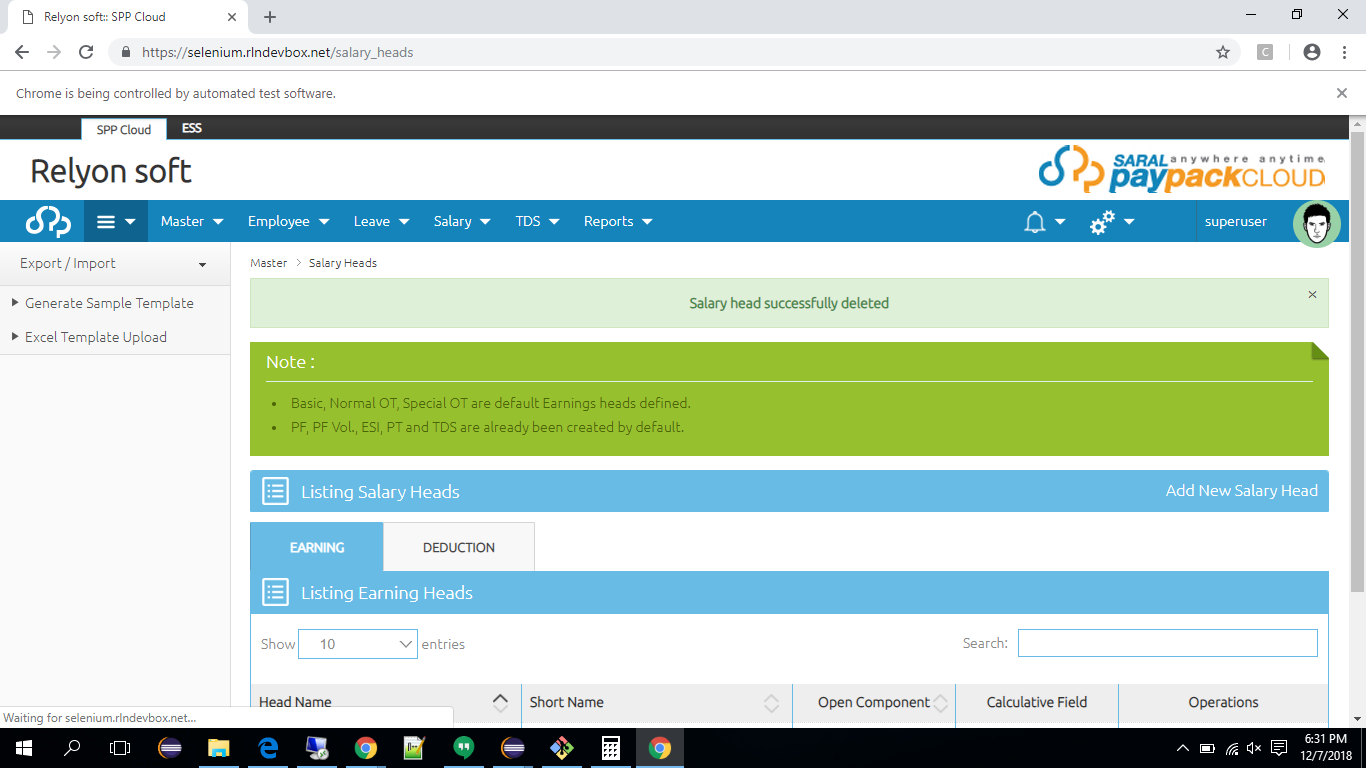 Relyon soft:: SPP Cloud
https://selenium.rlndevbox.net/salary_heads
C
Chrome is being controlled by automated test software.
SPP Cloud ESS
Relyon soft
SARAL anywhere anytime
paypackCLOUD
Master Employee Leave Salary TDS Reports superuser
Export / Import
Master > Salary Heads
Generate Sample Template
Excel Template Upload
Salary head successfully deleted ×
Note :
• Basic, Normal OT, Special OT are default Earnings heads defined.
• PF, PF Vol., ESI, PT and TDS are already been created by default.
Listing Salary Heads Add New Salary Head
EARNING DEDUCTION
Listing Earning Heads
Show 10 entries Search:
Head Name Short Name Open Component Calculative Field Operations
Waiting for selenium.rlndevbox.net...
6:31 PM
12/7/2018